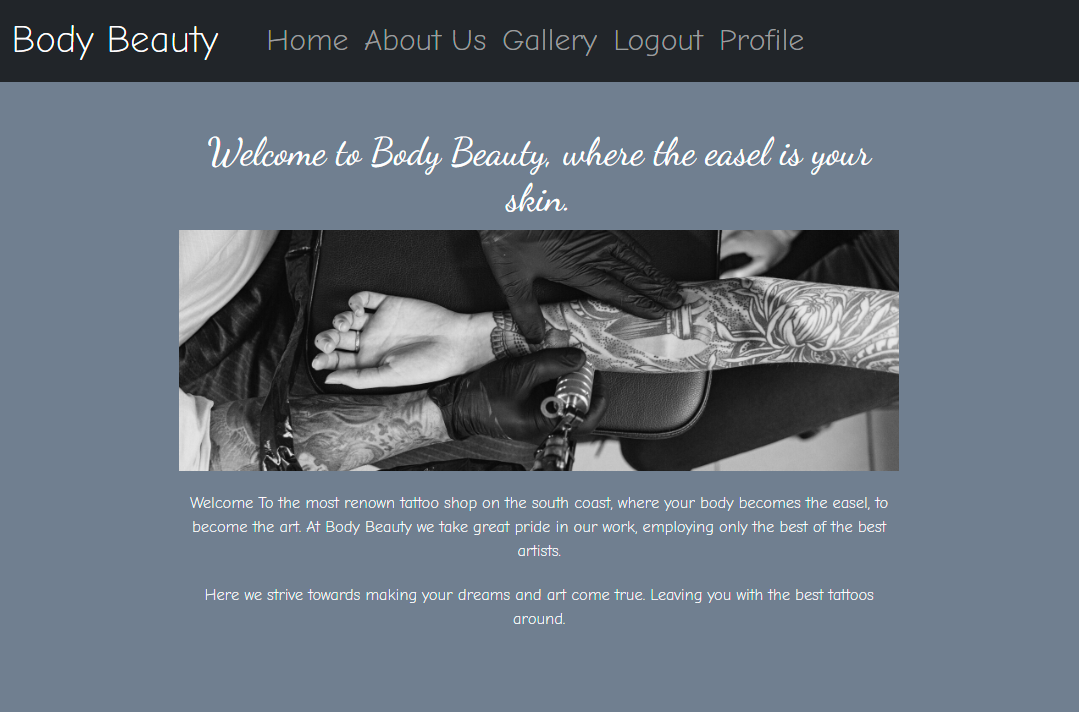 Body Beauty Home About Us Gallery Logout Profile
Welcome to Body Beauty, where the easel is your
skin.
Welcome To the most renown tattoo shop on the south coast, where your body becomes the easel, to
become the art. At Body Beauty we take great pride in our work, employing only the best of the best
artists.
Here we strive towards making your dreams and art come true. Leaving you with the best tattoos
around.